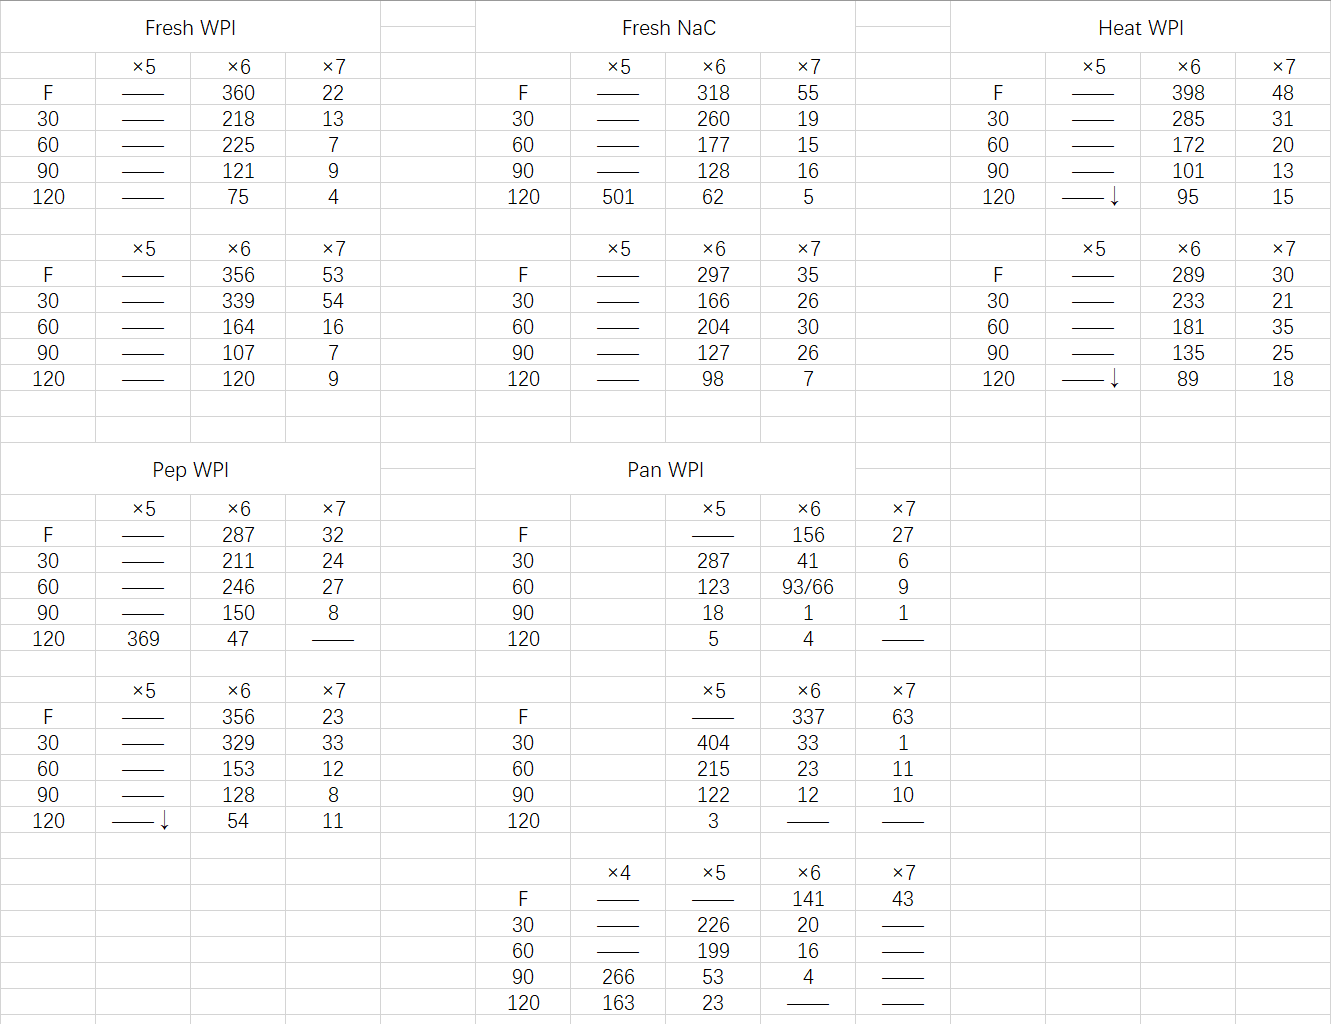 Fresh WPI Fresh NaC Heat WPI
×5 ×6 ×7 ×5 ×6 ×7 ×5 ×6 ×7
F —— 360 22 F —— 318 55 F —— 398 48
30 —— 218 13 30 —— 260 19 30 —— 285 31
60 —— 225 7 60 —— 177 15 60 —— 172 20
90 —— 121 9 90 —— 128 16 90 —— 101 13
120 —— 75 4 120 501 62 5 120 ——↓ 95 15
×5 ×6 ×7 ×5 ×6 ×7 ×5 ×6 ×7
F —— 356 53 F —— 297 35 F —— 289 30
30 —— 339 54 30 —— 166 26 30 —— 233 21
60 —— 164 16 60 —— 204 30 60 —— 181 35
90 —— 107 7 90 —— 127 26 90 —— 135 25
120 —— 120 9 120 —— 98 7 120 ——↓ 89 18
Pep WPI Pan WPI
×5 ×6 ×7 ×5 ×6 ×7
F —— 287 32 F —— 156 27
30 —— 211 24 30 287 41 6
60 —— 246 27 60 123 93/66 9
90 —— 150 8 90 18 1 1
120 369 47 —— 120 5 4 ——
×5 ×6 ×7 ×5 ×6 ×7
F —— 356 23 F —— 337 63
30 —— 329 33 30 404 33 1
60 —— 153 12 60 215 23 11
90 —— 128 8 90 122 12 10
120 ——↓ 54 11 120 3 —— ——
×4 ×5 ×6 ×7
F —— —— 141 43
30 —— 226 20 ——
60 —— 199 16 ——
90 266 53 4 ——
120 163 23 —— ——